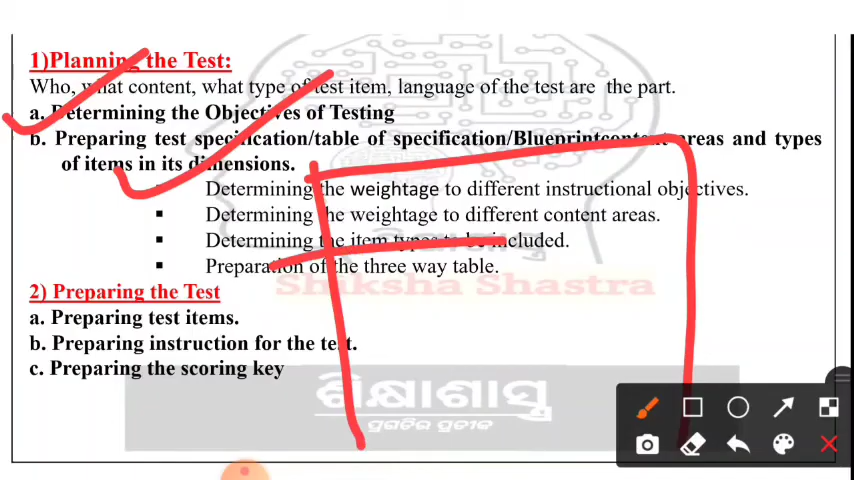 1)Planning the Test:
Who, what content, what type of test item, language of the test are the part.
a. Determining the Objectives of Testing
b. Preparing test specification/table of specification/Blueprintcontent areas and types
of items in its dimensions.
▪ Determining the weightage to different instructional objectives.
▪ Determining the weightage to different content areas.
▪ Determining the item types to be included.
▪ Preparation of the three way table.
Shiksha Shastra
2) Preparing the Test
a. Preparing test items.
b. Preparing instruction for the test.
c. Preparing the scoring key
ଶିକ୍ଷାଶାସ୍ତ୍ର
ପ୍ରଗତିର ପ୍ରତୀକ